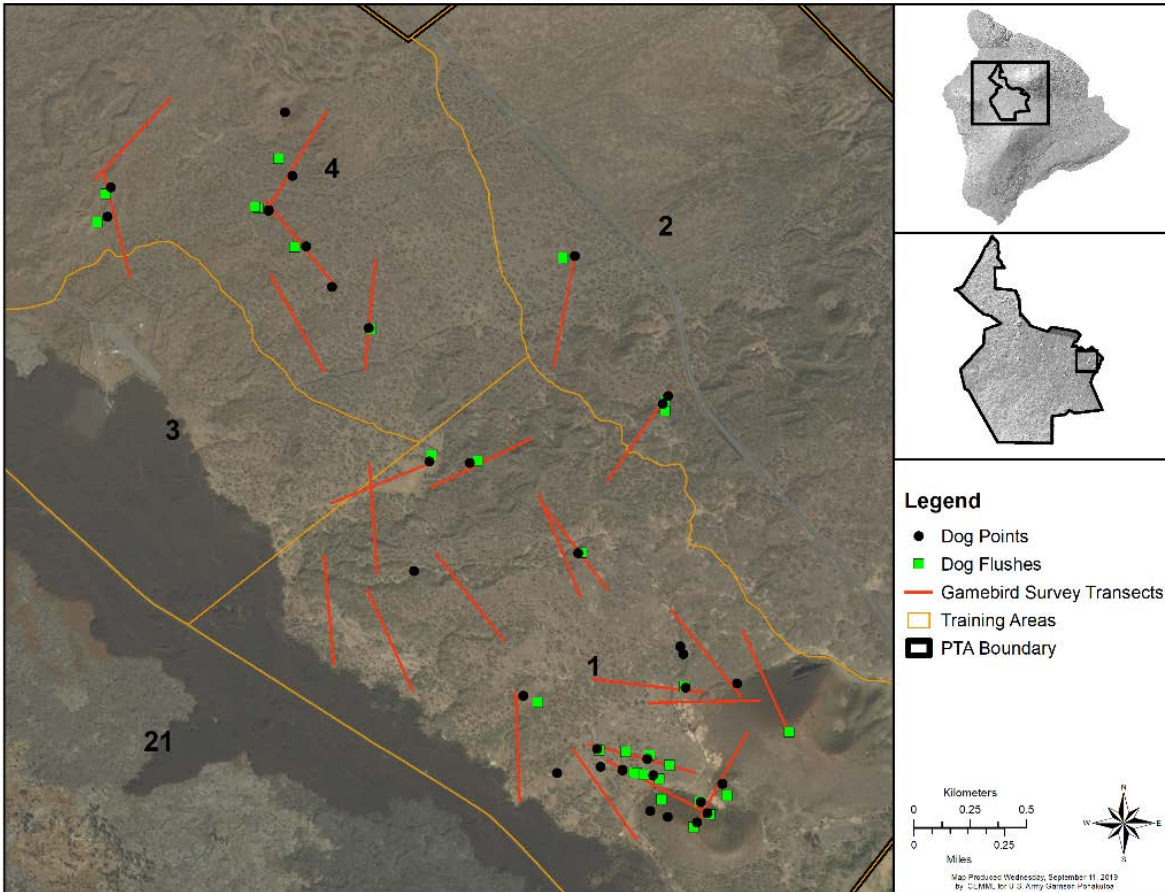 4
2
3
1
21
Legend
Dog Points
Dog Flushes
Gamebird Survey Transects
Training Areas
PTA Boundary
Kilometers
0 0.25 0.5
0 0.25
Miles
N
W E
S
Map Produced Wednesday, September 11, 2019
by CEMML for U.S. Army Garrison Pohakuloa